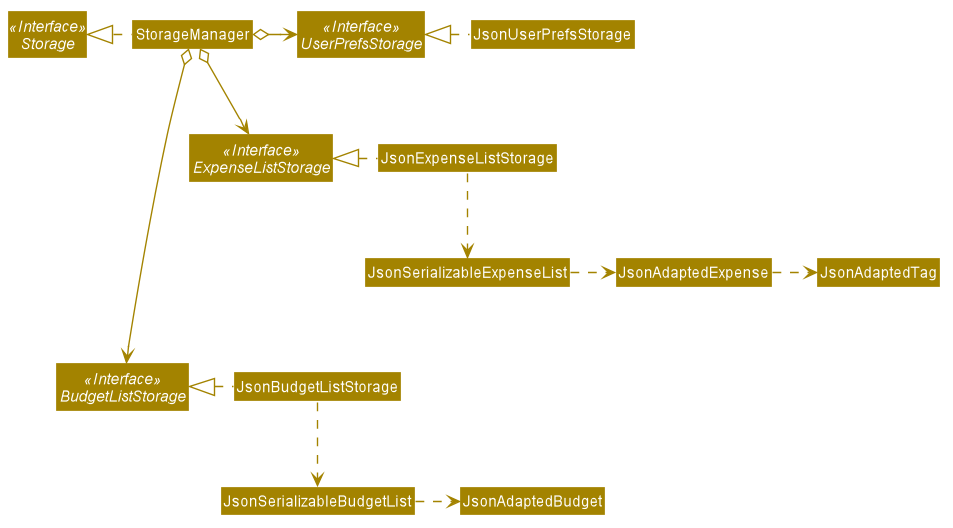 «Interface»
Storage
StorageManager
«Interface»
UserPrefsStorage
JsonUserPrefsStorage
«Interface»
ExpenseListStorage
JsonExpenseListStorage
JsonSerializableExpenseList
JsonAdaptedExpense
JsonAdaptedTag
«Interface»
BudgetListStorage
JsonBudgetListStorage
JsonSerializableBudgetList
JsonAdaptedBudget